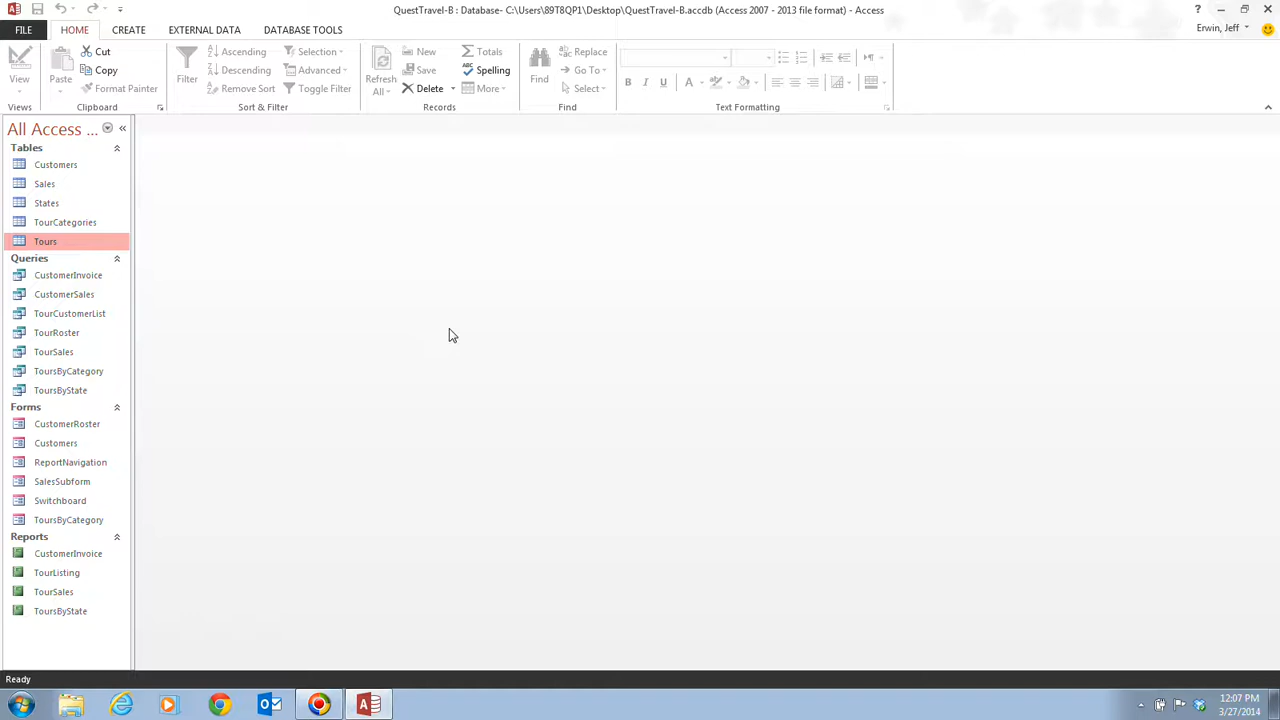 QuestTravel-B : Database- C:\Users\89T8QP1\Desktop\QuestTravel-B.accdb (Access 2007 - 2013 file format) - Access
FILE HOME CREATE EXTERNAL DATA DATABASE TOOLS Erwin, Jeff
View
Views
Paste
Cut
Copy
Painter
Clipboard
Filter
Ascending
Descending
Remove Sort
Selection
Advanced
Toggle Filter
Sort & Filter
Refresh All
New
Save
Delete
Totals
Spelling
More
Records
Find
Replace
Go To
Select
Find
B I U A
Text Formatting
All Access ...
Tables
Customers
Sales
States
TourCategories
Tours
Queries
CustomerInvoice
CustomerSales
TourCustomerList
TourRoster
TourSales
ToursByCategory
ToursByState
Forms
CustomerRoster
Customers
ReportNavigation
SalesSubform
Switchboard
ToursByCategory
Reports
CustomerInvoice
TourListing
TourSales
ToursByState
Ready
12:07 PM
3/27/2014